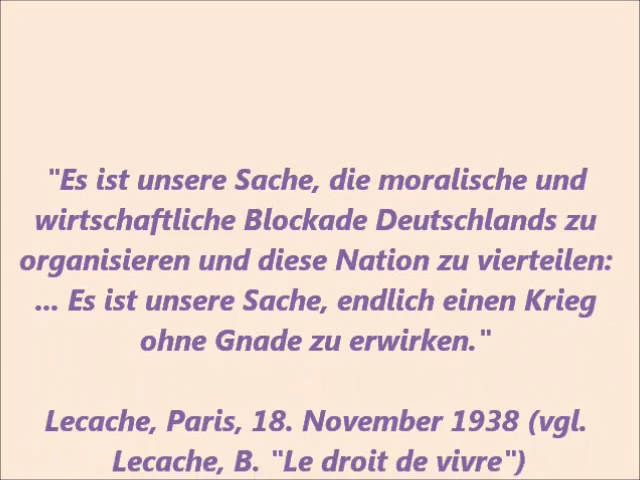 "Es ist unsere Sache, die moralische und
wirtschaftliche Blockade Deutschlands zu
organisieren und diese Nation zu vierteilen:
... Es ist unsere Sache, endlich einen Krieg
ohne Gnade zu erwirken."
Lecache, Paris, 18. November 1938 (vgl.
Lecache, B. "Le droit de vivre")